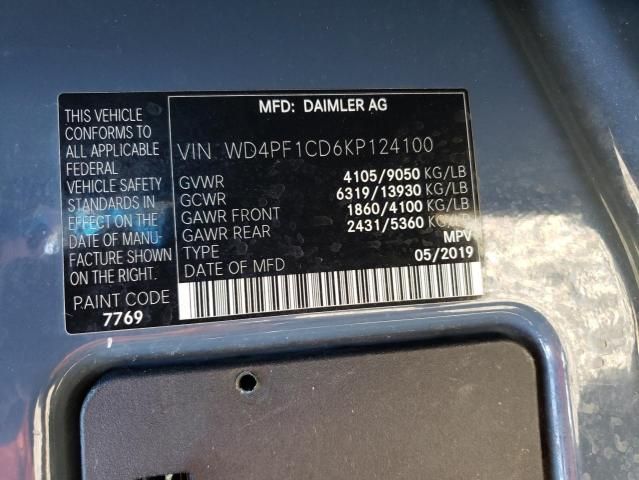 MFD: DAIMLER AG
THIS VEHICLE
CONFORMS TO ALL
APPLICABLE
FEDERAL
VEHICLE SAFETY
STANDARDS IN
EFFECT ON THE
DATE OF MANU-
FACTURE SHOWN
ON THE RIGHT.
PAINT CODE
7769
VIN WD4PF1CD6KP124100
GVWR 4105/9050 KG/LB
GCWR 6319/13930 KG/LB
GAWR FRONT 1860/4100 KG/LB
GAWR REAR 2431/5360 KG/LB
TYPE MPV
DATE OF MFD 05/2019